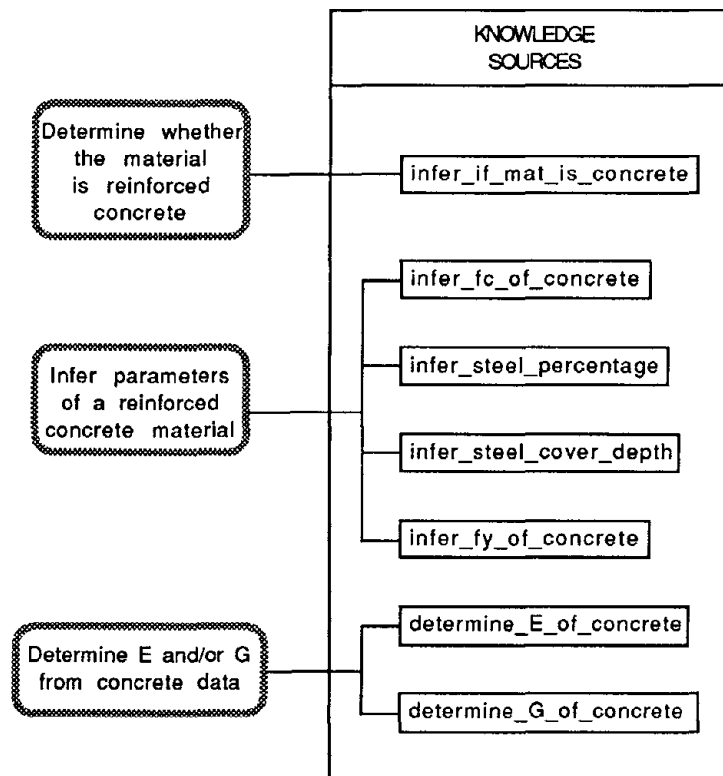 KNOWLEDGE
SOURCES
Determine whether
the material
is reinforced
concrete
infer_if_mat_is_concrete
Infer parameters
of a reinforced
concrete material
infer_fc_of_concrete
infer_steel_percentage
infer_steel_cover_depth
infer_fy_of_concrete
Determine E and/or G
from concrete data
determine_E_of_concrete
determine_G_of_concrete